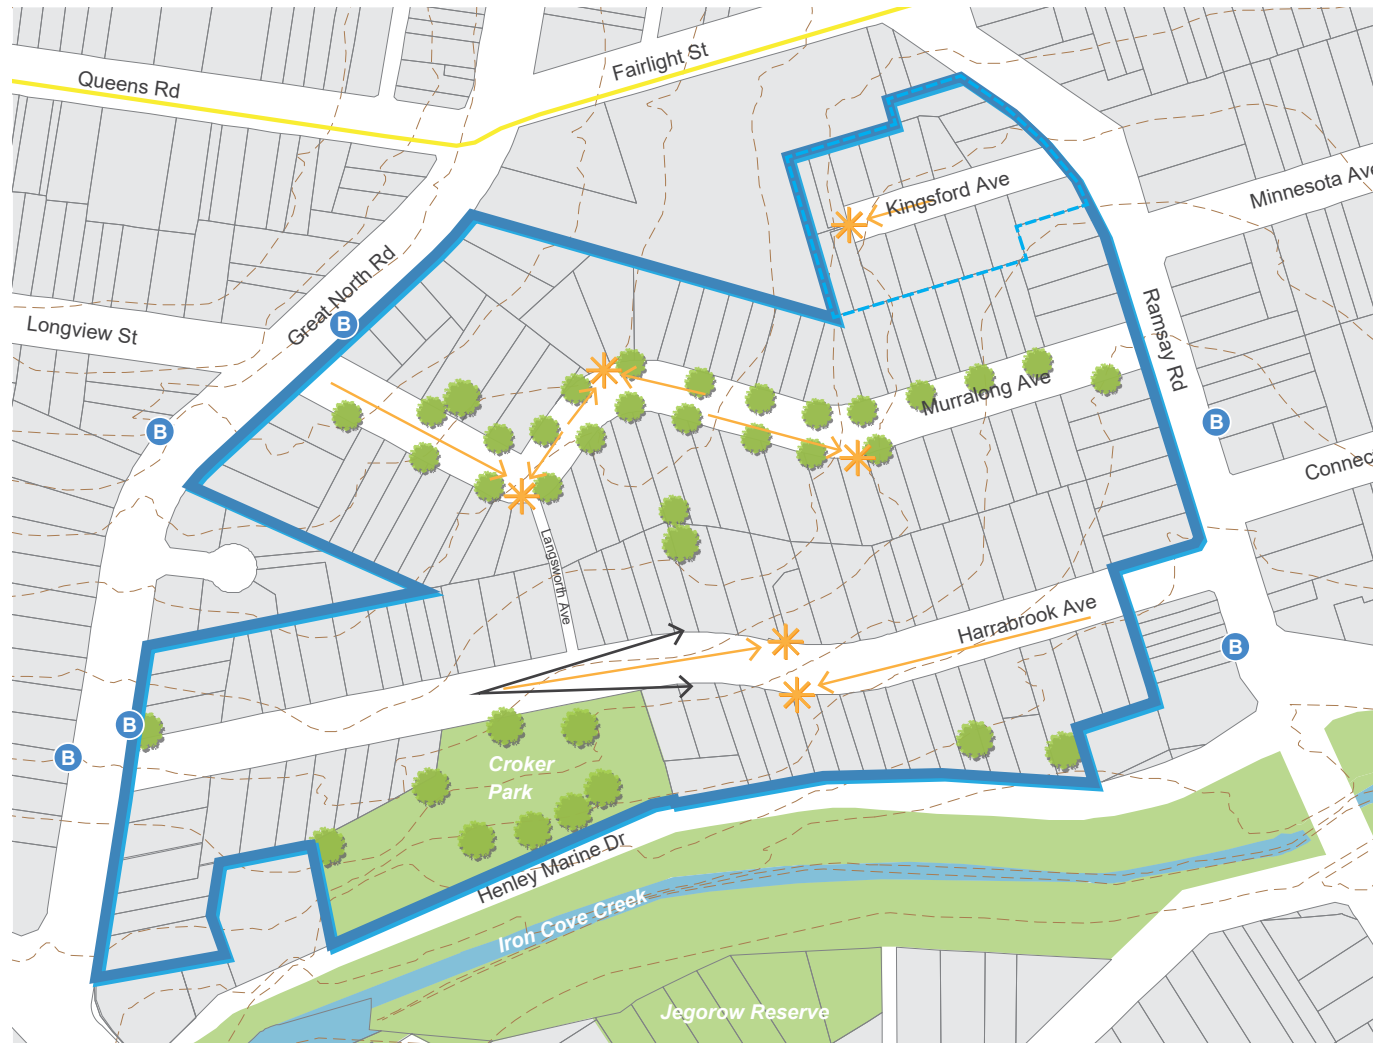 Queens Rd
Fairlight St
Kingsford Ave
Minnesota Ave
Great North Rd
B
Longview St
Ramsay Rd
Murralong Ave
B
B
Connec
Langsworth Ave
Harrabrook Ave
B
B
B
Croker
Park
Henley Marine Dr
Iron Cove Creek
Jegorow Reserve